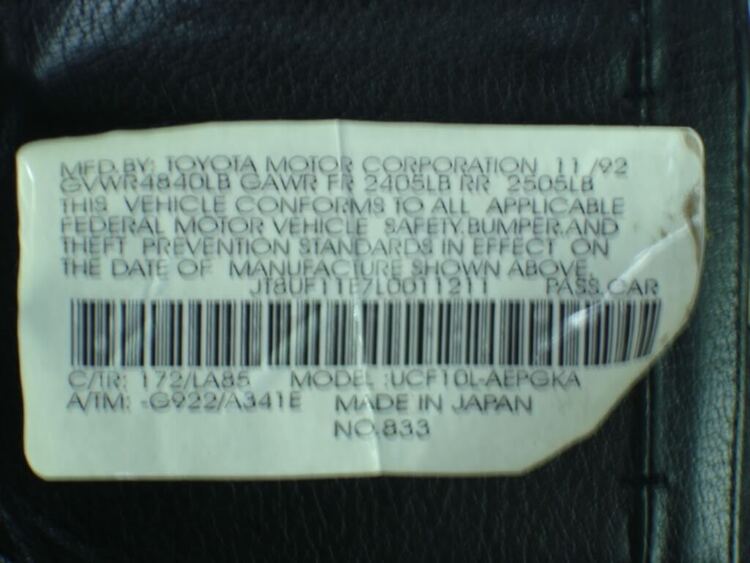 MFD.BY: TOYOTA MOTOR CORPORATION 11/92
GVWR4840LB GAWR FR 2405LB RR 2505LB
THIS VEHICLE CONFORMS TO ALL APPLICABLE
FEDERAL MOTOR VEHICLE SAFETY,BUMPER,AND
THEFT PREVENTION STANDARDS IN EFFECT ON
THE DATE OF MANUFACTURE SHOWN ABOVE.
JT8UF11E7L0011211 PASS.CAR
C/TR: 172/LA85 MODEL :UCF10L-AEPGKA
A/TM: -G922/A341E MADE IN JAPAN
NO.833